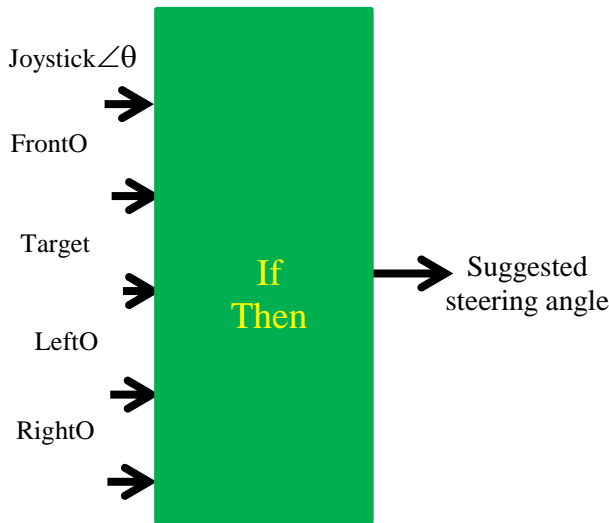 Joystick∠θ
FrontO
Target
LeftO
RightO
If
Then
Suggested
steering angle